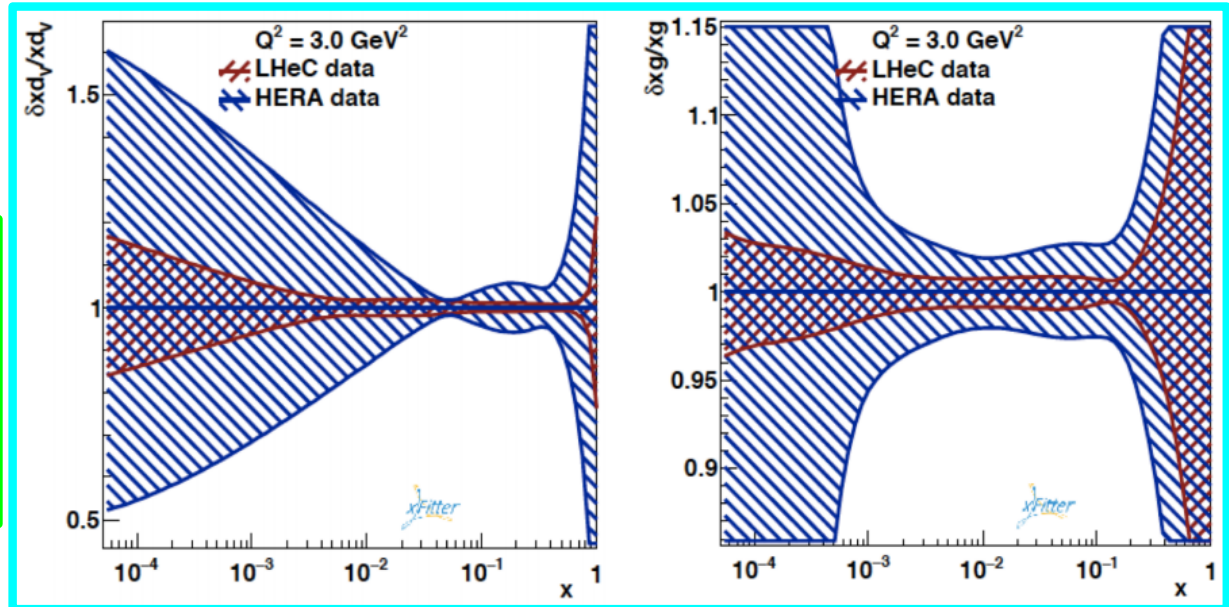 δxd_v/xd_v
Q² = 3.0 GeV²
LHeC data
HERA data
1.5
1
0.5
xFitter
10⁻⁴ 10⁻³ 10⁻² 10⁻¹ 1
x
δxg/xg
Q² = 3.0 GeV²
LHeC data
HERA data
1.15
1.1
1.05
1
0.95
0.9
xFitter
10⁻⁴ 10⁻³ 10⁻² 10⁻¹ 1
x